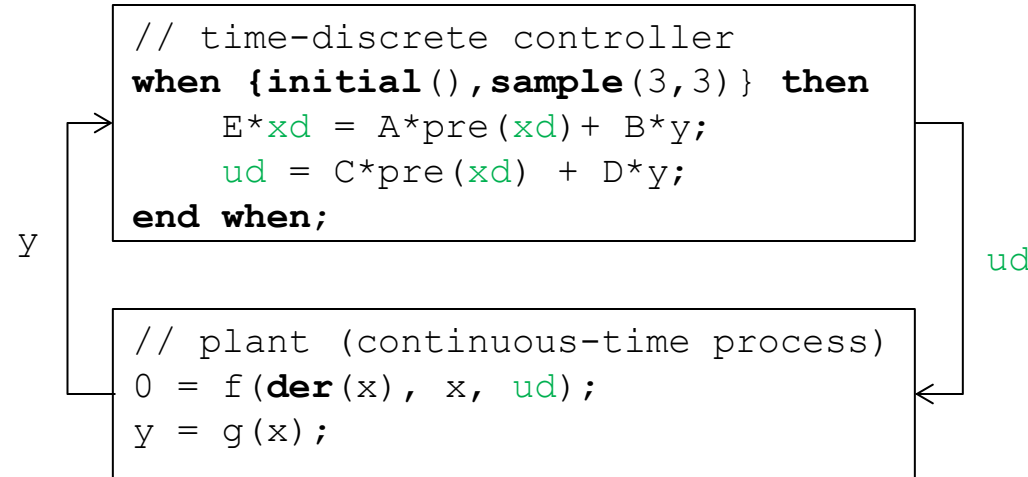 // time-discrete controller
when {initial(),sample(3,3)} then
E*xd = A*pre(xd)+ B*y;
ud = C*pre(xd) + D*y;
end when;
y
ud
// plant (continuous-time process)
0 = f(der(x), x, ud);
y = g(x);